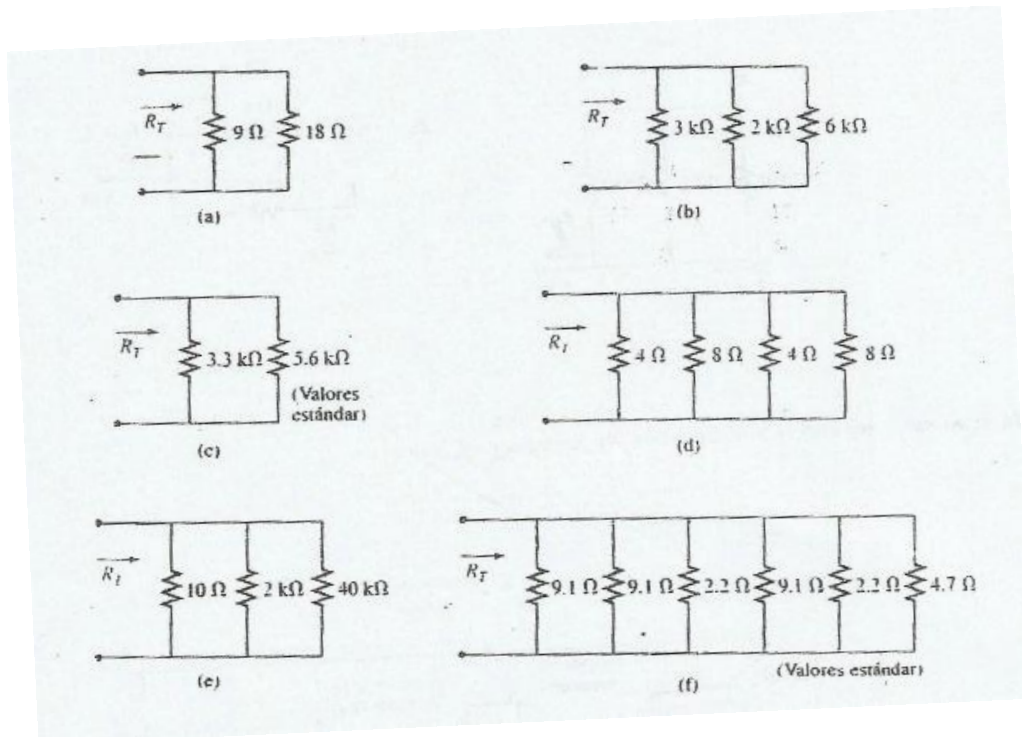 R_T
9 Ω
18 Ω
(a)
R_T
3 kΩ
2 kΩ
6 kΩ
(b)
R_T
3.3 kΩ
5.6 kΩ
(Valores
estándar)
(c)
R_T
4 Ω
8 Ω
4 Ω
8 Ω
(d)
R_T
10 Ω
2 kΩ
40 kΩ
(e)
R_T
9.1 Ω
9.1 Ω
2.2 Ω
9.1 Ω
2.2 Ω
4.7 Ω
(Valores estándar)
(f)